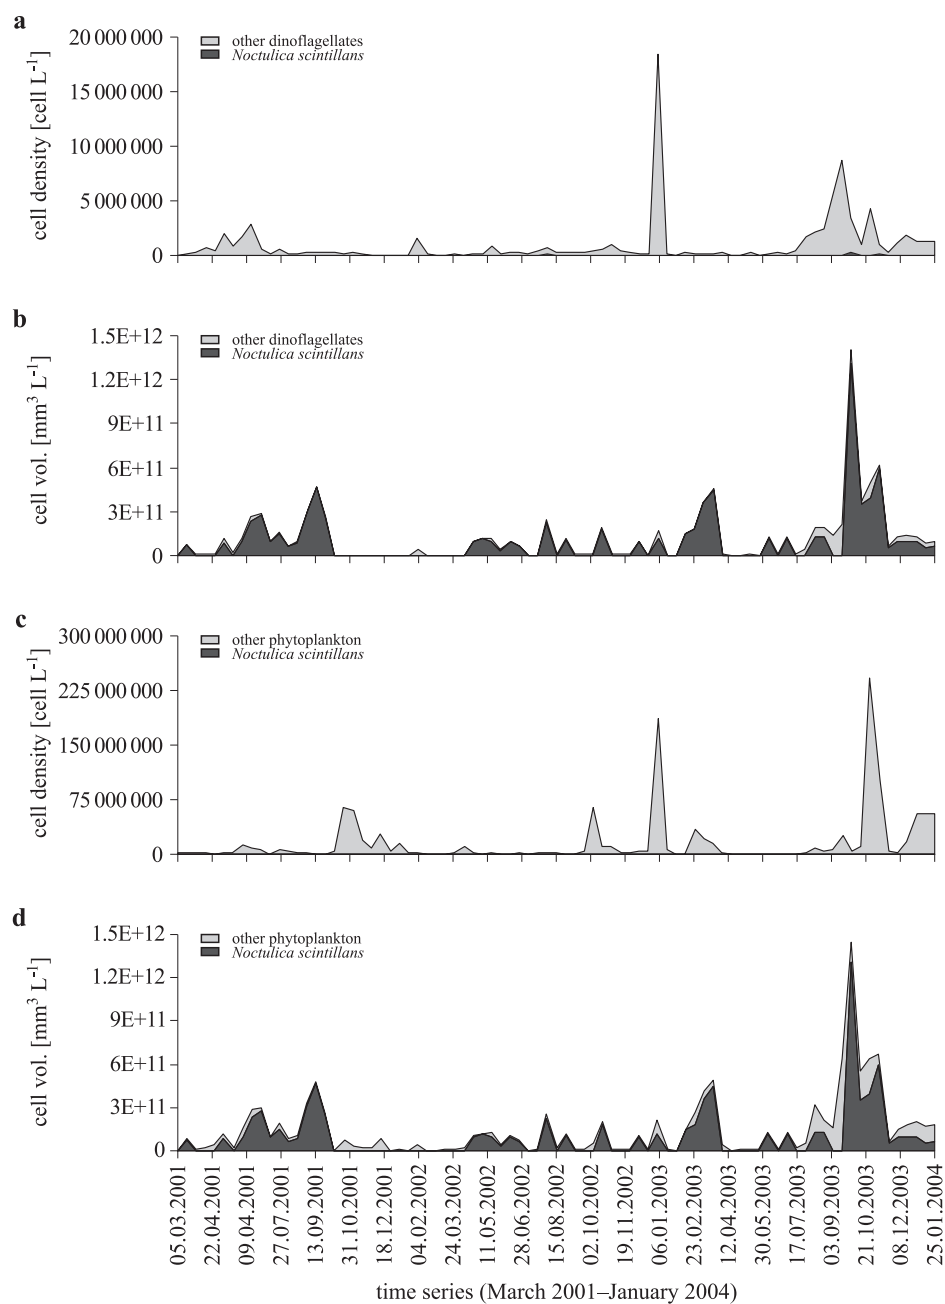 a
20 000 000
15 000 000
10 000 000
5 000 000
0
cell density [cell L-1]
other dinoflagellates
Noctulica scintillans
b
1.5E+12
1.2E+12
9E+11
6E+11
3E+11
0
cell vol. [mm3 L-1]
other dinoflagellates
Noctulica scintillans
c
300 000 000
225 000 000
150 000 000
75 000 000
0
cell density [cell L-1]
other phytoplankton
Noctulica scintillans
d
1.5E+12
1.2E+12
9E+11
6E+11
3E+11
0
cell vol. [mm3 L-1]
other phytoplankton
Noctulica scintillans
05.03.2001
22.04.2001
09.04.2001
27.07.2001
13.09.2001
31.10.2001
18.12.2001
04.02.2002
24.03.2002
11.05.2002
28.06.2002
15.08.2002
02.10.2002
19.11.2002
06.01.2003
23.02.2003
12.04.2003
30.05.2003
17.07.2003
03.09.2003
21.10.2003
08.12.2003
25.01.2004
time series (March 2001–January 2004)